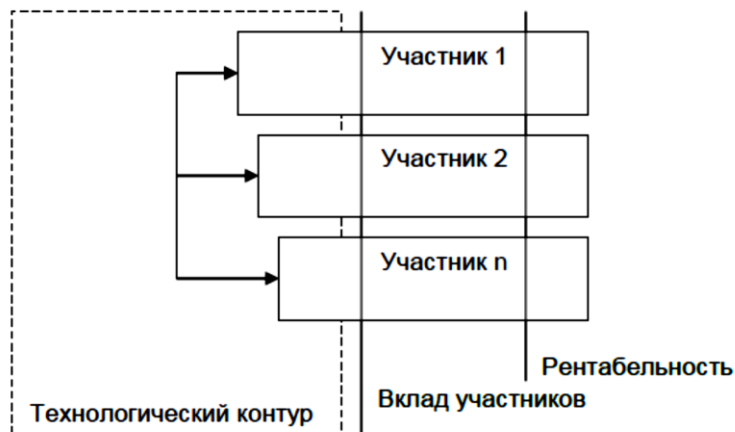 Участник 1
Участник 2
Участник n
Рентабельность
Вклад участников
Технологический контур